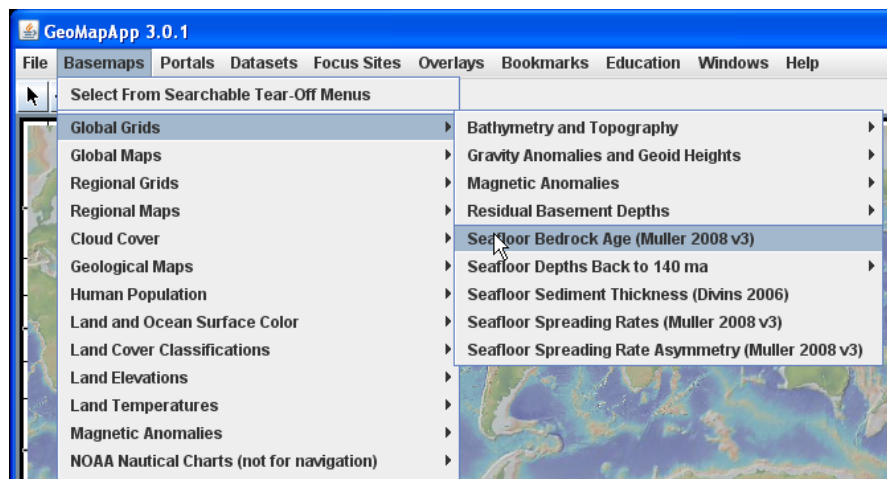 GeoMapApp 3.0.1
File Basemaps Portals Datasets Focus Sites Overlays Bookmarks Education Windows Help
Select From Searchable Tear-Off Menus
Global Grids
Global Maps
Regional Grids
Regional Maps
Cloud Cover
Geological Maps
Human Population
Land and Ocean Surface Color
Land Cover Classifications
Land Elevations
Land Temperatures
Magnetic Anomalies
NOAA Nautical Charts (not for navigation)
Bathymetry and Topography
Gravity Anomalies and Geoid Heights
Magnetic Anomalies
Residual Basement Depths
Seafloor Bedrock Age (Muller 2008 v3)
Seafloor Depths Back to 140 ma
Seafloor Sediment Thickness (Divins 2006)
Seafloor Spreading Rates (Muller 2008 v3)
Seafloor Spreading Rate Asymmetry (Muller 2008 v3)